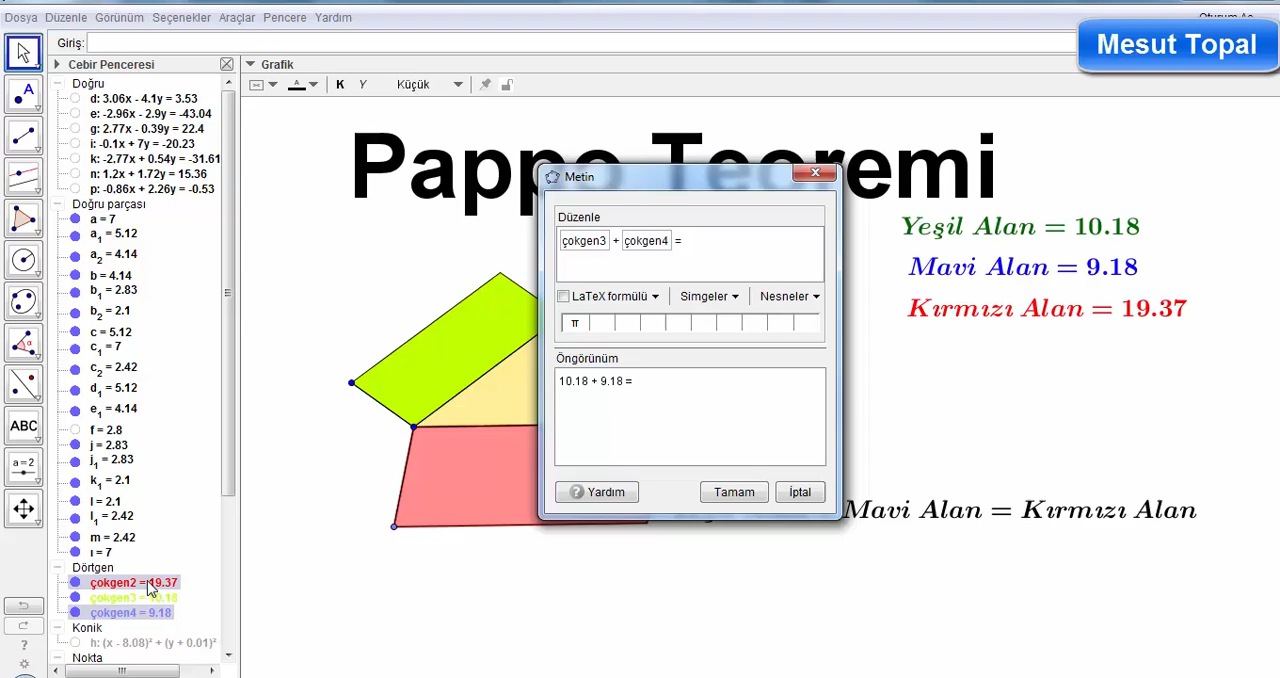 Dosya Düzenle Görünüm Seçenekler Araçlar Pencere Yardım
Mesut Topal
Giriş:
Cebir Penceresi
Grafik
K Y Küçük
Doğru
d: 3.06x - 4.1y = 3.53
e: -2.96x - 2.9y = -43.04
g: 2.77x - 0.39y = 22.4
i: -0.1x + 7y = -20.23
k: -2.77x + 0.54y = -31.61
n: 1.2x + 1.72y = 15.36
p: -0.86x + 2.26y = -0.53
Doğru parçası
a = 7
a1 = 5.12
a2 = 4.14
b = 4.14
b1 = 2.83
b2 = 2.1
c = 5.12
c1 = 7
c2 = 2.42
d1 = 5.12
e1 = 4.14
f = 2.8
j = 2.83
j1 = 2.83
k1 = 2.1
l = 2.1
l1 = 2.42
m = 2.42
ı = 7
Dörtgen
çokgen2 = 19.37
çokgen3 = 10.18
çokgen4 = 9.18
Konik
h: (x - 8.08)² + (y + 0.01)²
Nokta
A
ABC
a=2
Pappo Teoremi
Metin
Düzenle
çokgen3 + çokgen4 =
LaTeX formülü Simgeler Nesneler
π
Öngörünüm
10.18 + 9.18 =
Yardım Tamam İptal
Yeşil Alan = 10.18
Mavi Alan = 9.18
Kırmızı Alan = 19.37
Mavi Alan = Kırmızı Alan